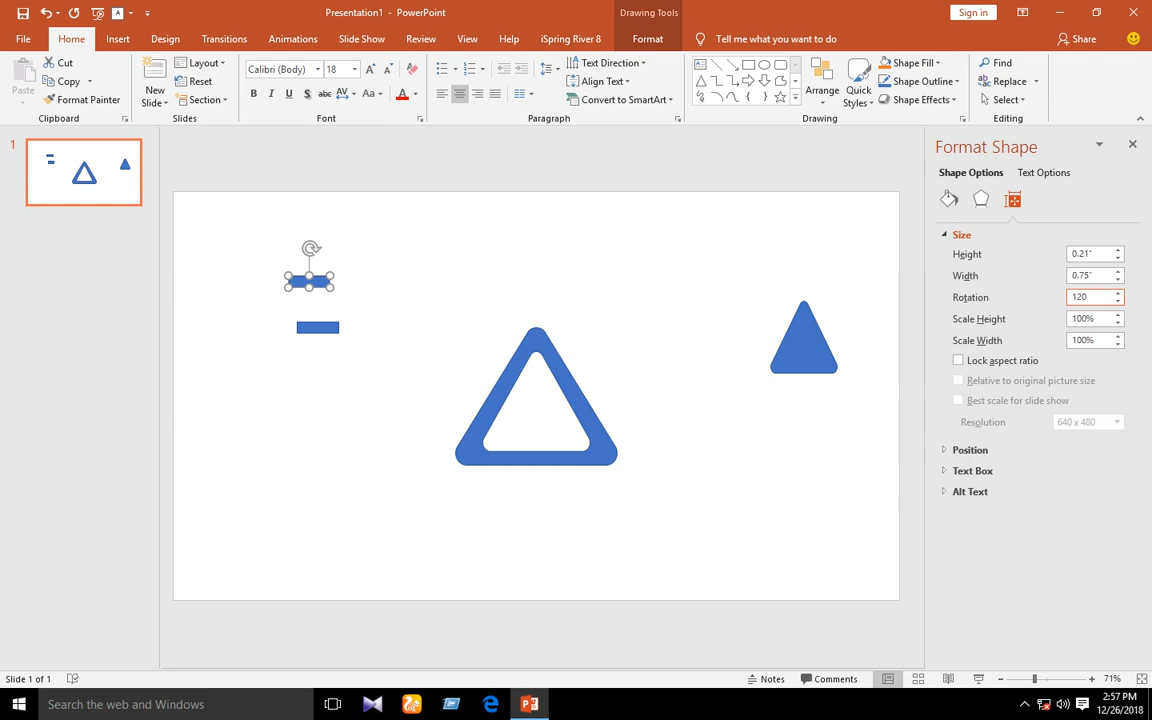 Presentation1 - PowerPoint
Drawing Tools
Sign in
File Home Insert Design Transitions Animations Slide Show Review View Help iSpring River 8 Format Tell me what you want to do Share
Paste
Cut
Copy
Format Painter
Clipboard
New Slide
Layout
Reset
Section
Slides
Calibri (Body) 18
B I U S abc AV Aa A
Font
Text Direction
Align Text
Convert to SmartArt
Paragraph
Arrange
Quick Styles
Shape Fill
Shape Outline
Shape Effects
Drawing
Find
Replace
Select
Editing
1
Format Shape
Shape Options Text Options
Size
Height 0.21"
Width 0.75"
Rotation 120
Scale Height 100%
Scale Width 100%
Lock aspect ratio
Relative to original picture size
Best scale for slide show
Resolution 640 x 480
Position
Text Box
Alt Text
Slide 1 of 1
Notes Comments 71%
Search the web and Windows
2:57 PM
12/26/2018